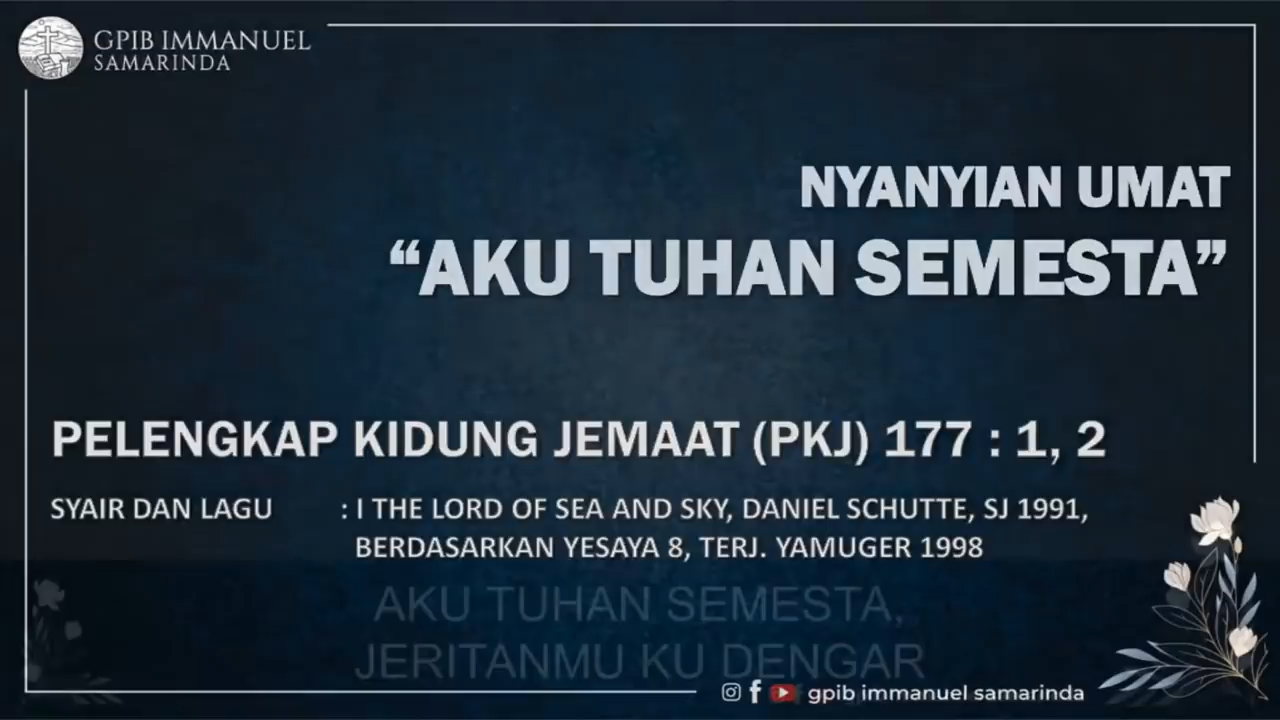 GPIB IMMANUEL
SAMARINDA
NYANYIAN UMAT
“AKU TUHAN SEMESTA”
PELENGKAP KIDUNG JEMAAT (PKJ) 177 : 1, 2
SYAIR DAN LAGU : I THE LORD OF SEA AND SKY, DANIEL SCHUTTE, SJ 1991,
BERDASARKAN YESAYA 8, TERJ. YAMUGER 1998
AKU TUHAN SEMESTA,
JERITANMU KU DENGAR
gpib immanuel samarinda